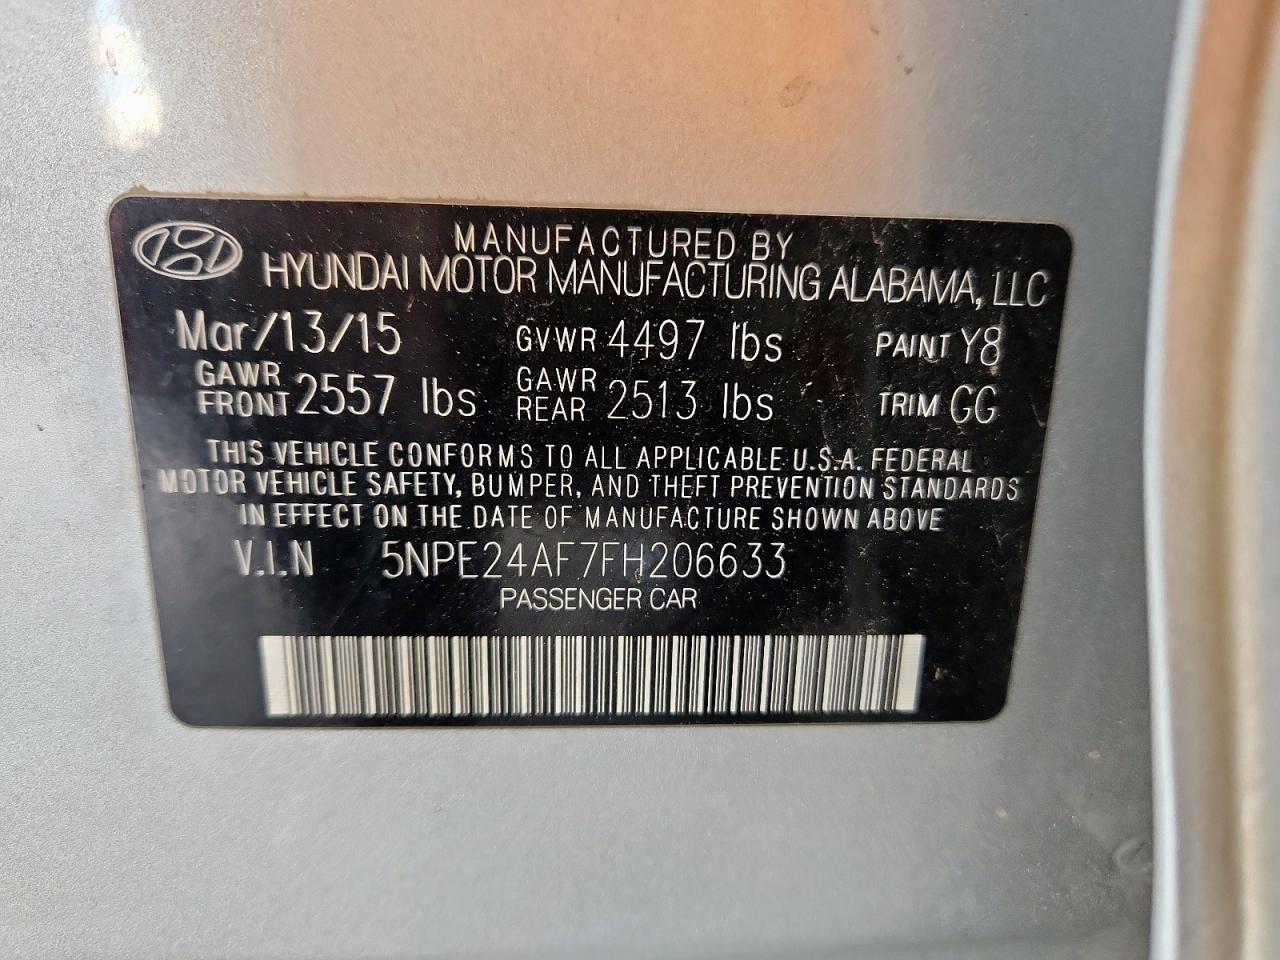 MANUFACTURED BY
HYUNDAI MOTOR MANUFACTURING ALABAMA, LLC
Mar/13/15 GVWR 4497 lbs PAINT Y8
GAWR FRONT 2557 lbs GAWR REAR 2513 lbs TRIM GG
THIS VEHICLE CONFORMS TO ALL APPLICABLE U.S.A. FEDERAL
MOTOR VEHICLE SAFETY, BUMPER, AND THEFT PREVENTION STANDARDS
IN EFFECT ON THE DATE OF MANUFACTURE SHOWN ABOVE
V.I.N 5NPE24AF7FH206633
PASSENGER CAR